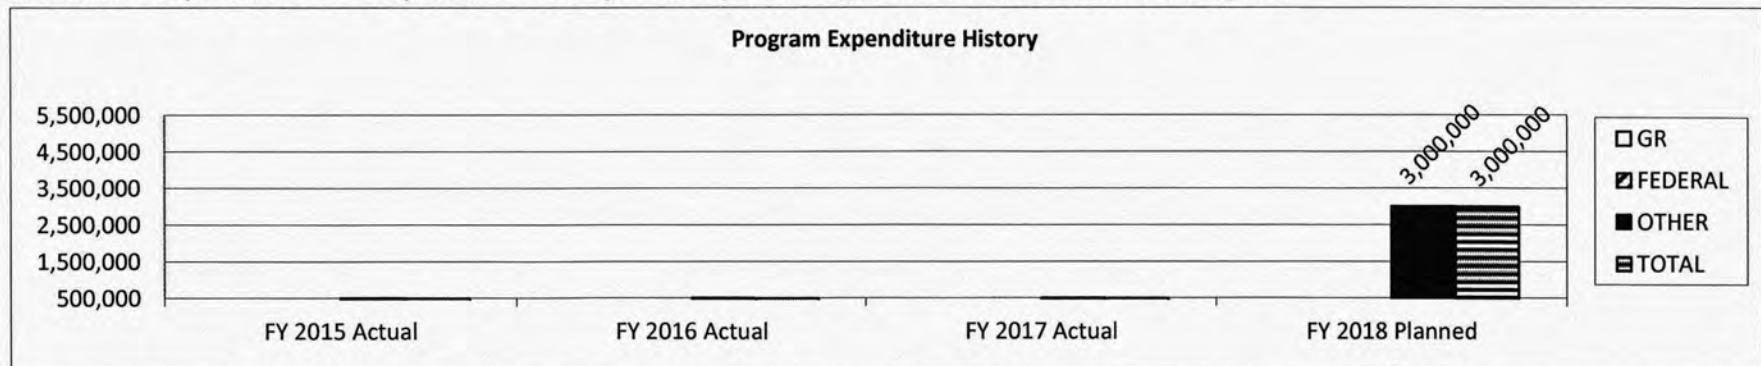 Program Expenditure History
5,500,000
4,500,000
3,500,000
2,500,000
1,500,000
500,000
3,000,000
3,000,000
FY 2015 Actual
FY 2016 Actual
FY 2017 Actual
FY 2018 Planned
GR
FEDERAL
OTHER
TOTAL